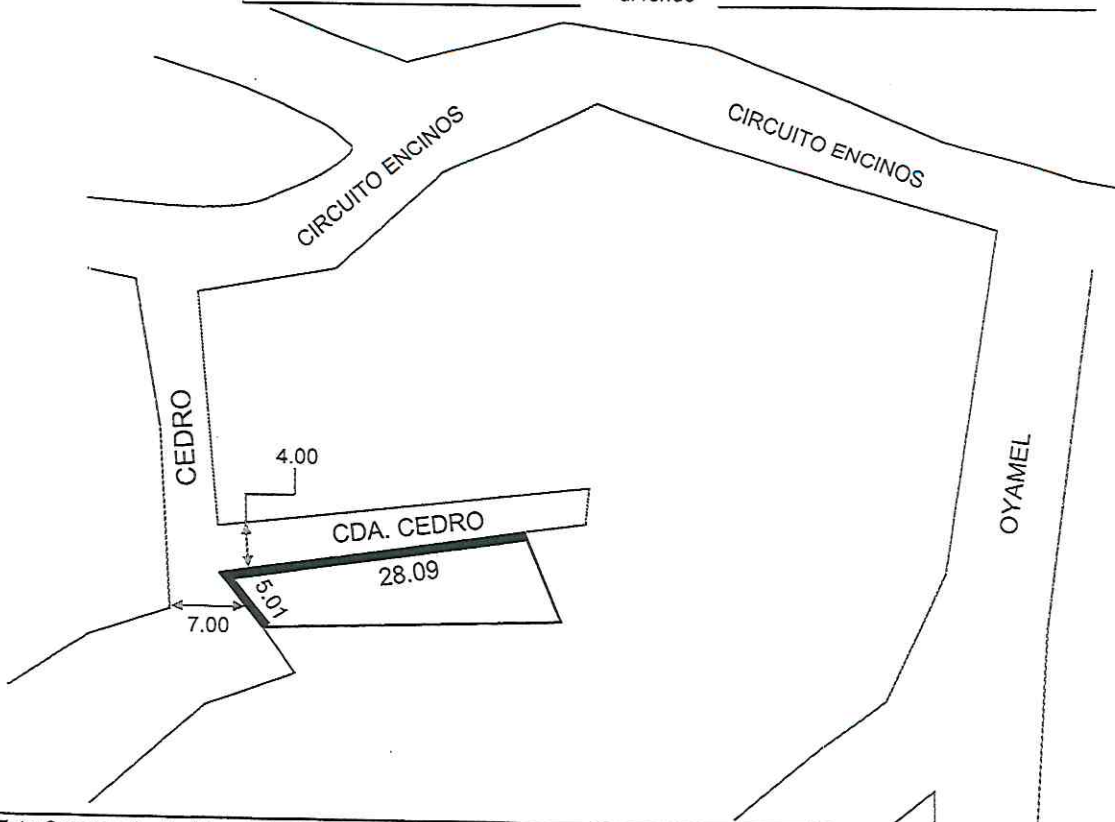 CIRCUITO ENCINOS
CIRCUITO ENCINOS
CEDRO
4.00
CDA. CEDRO
28.09
5.01
7.00
OYAMEL